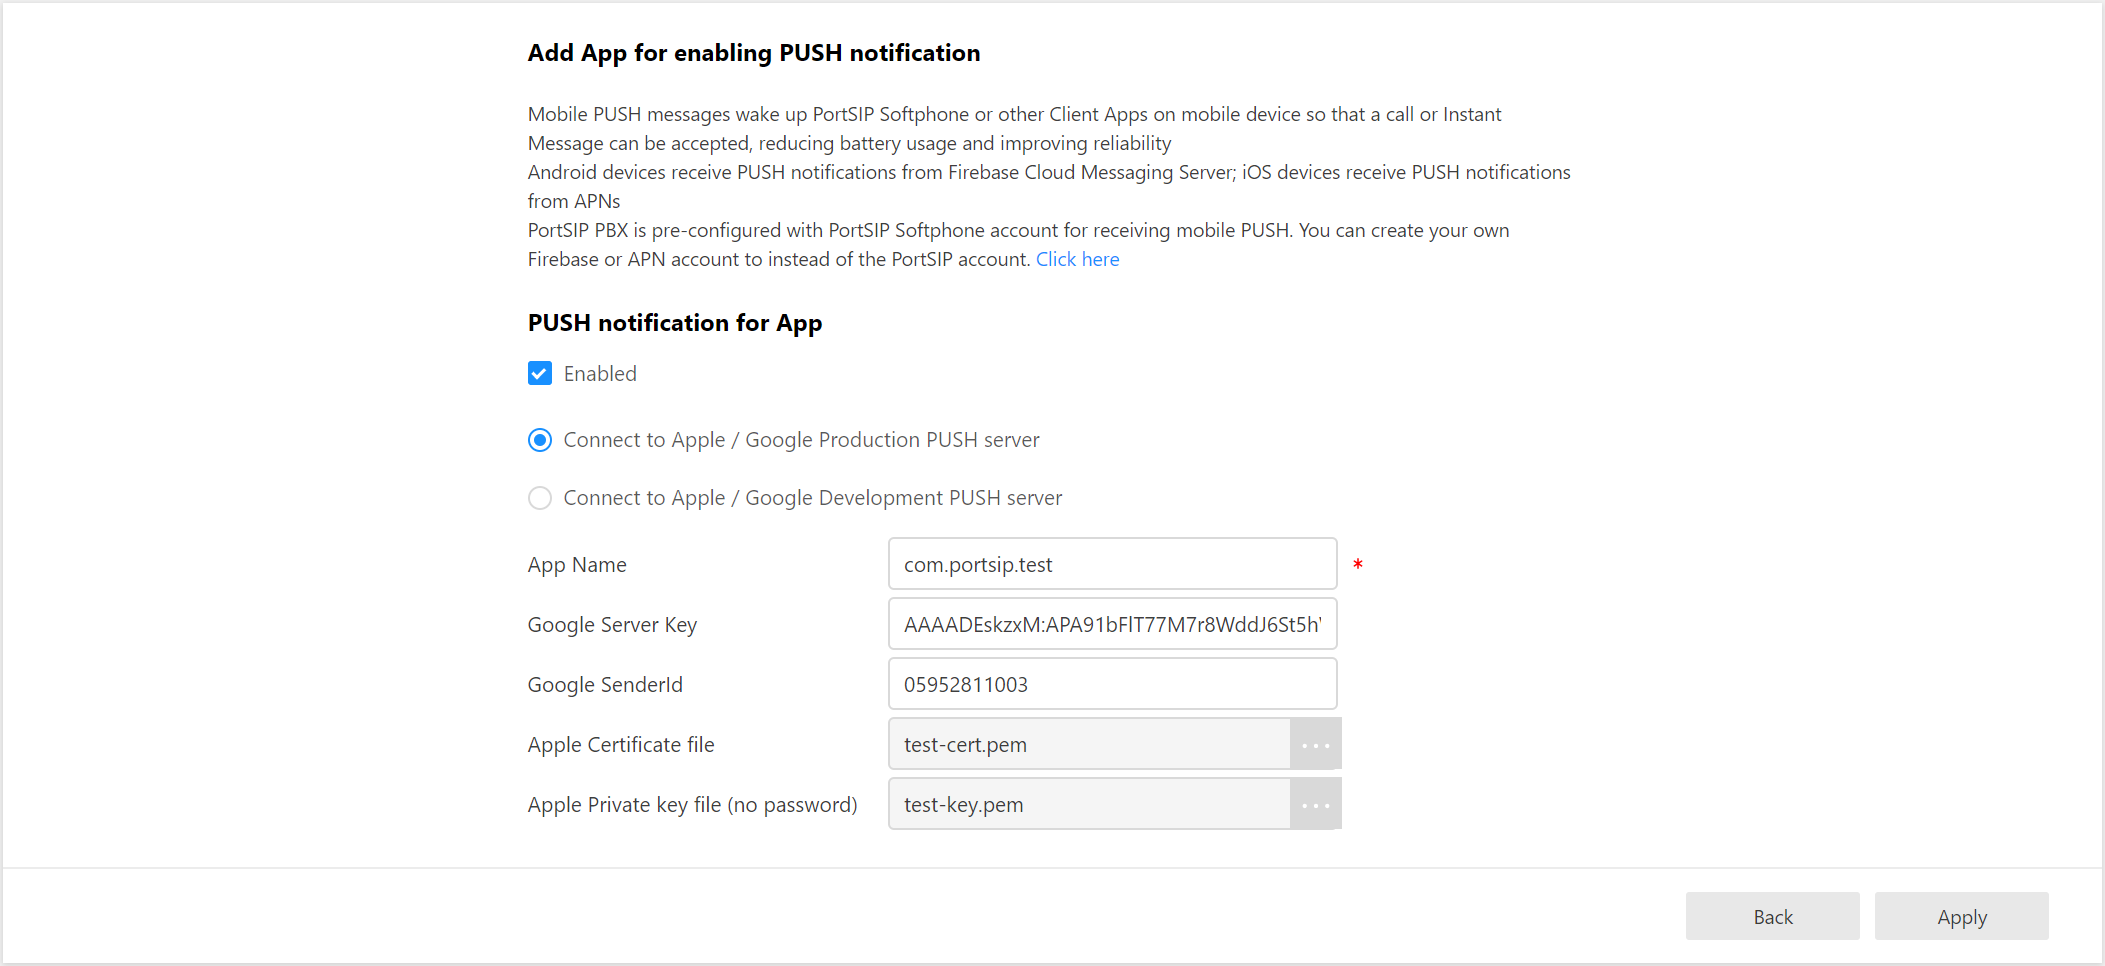 Add App for enabling PUSH notification
Mobile PUSH messages wake up PortSIP Softphone or other Client Apps on mobile device so that a call or Instant
Message can be accepted, reducing battery usage and improving reliability
Android devices receive PUSH notifications from Firebase Cloud Messaging Server; iOS devices receive PUSH notifications
from APNs
PortSIP PBX is pre-configured with PortSIP Softphone account for receiving mobile PUSH. You can create your own
Firebase or APN account to instead of the PortSIP account. Click here
PUSH notification for App
Enabled
Connect to Apple / Google Production PUSH server
Connect to Apple / Google Development PUSH server
App Name com.portsip.test *
Google Server Key AAAADEskzxM:APA91bFlT77M7r8WddJ6St5h
Google SenderId 05952811003
Apple Certificate file test-cert.pem ...
Apple Private key file (no password) test-key.pem ...
Back Apply